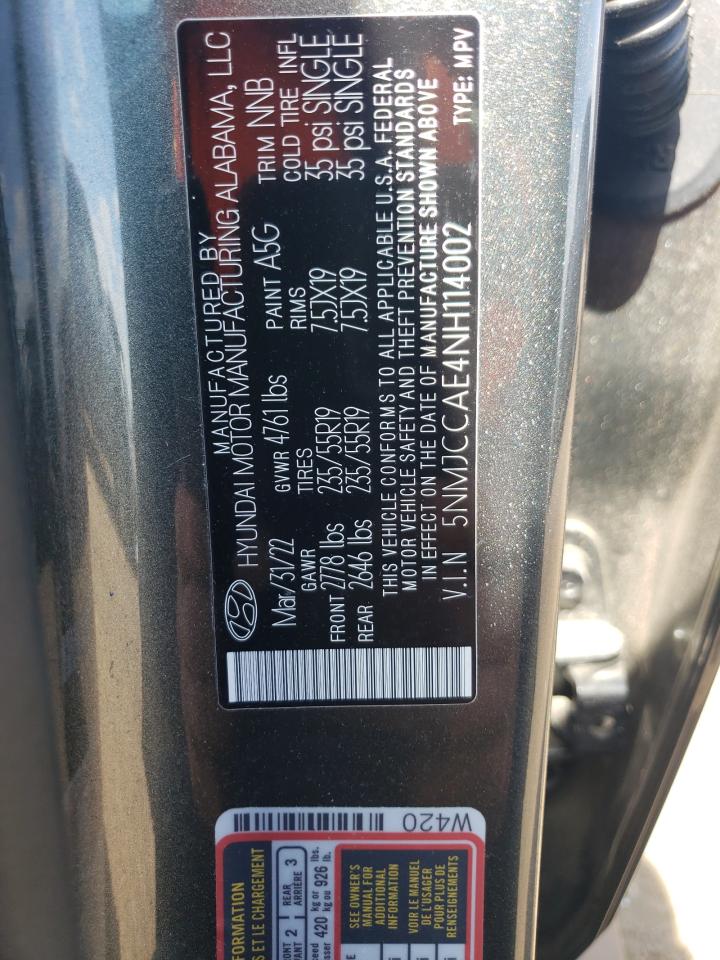 MANUFACTURED BY
HYUNDAI MOTOR MANUFACTURING ALABAMA, LLC
Mar/31/22 GVWR 4761 lbs PAINT A5G TRIM NNB
GAWR TIRES RIMS COLD TIRE INFL
FRONT 2778 lbs 235/55R19 7.5JX19 35 psi SINGLE
REAR 2646 lbs 235/55R19 7.5JX19 35 psi SINGLE
THIS VEHICLE CONFORMS TO ALL APPLICABLE U.S.A. FEDERAL
MOTOR VEHICLE SAFETY AND THEFT PREVENTION STANDARDS
IN EFFECT ON THE DATE OF MANUFACTURE SHOWN ABOVE
V.I.N 5NMJCCAE4NH114002 TYPE: MPV
W420
ET LE CHARGEMENT
2 REAR
ARRIÈRE 3
420 kg or 926 lbs.
kg ou lb.
SEE OWNER'S
MANUAL FOR
ADDITIONAL
INFORMATION
VOIR LE MANUEL
DE L'USAGER
POUR PLUS DE
RENSEIGNEMENTS